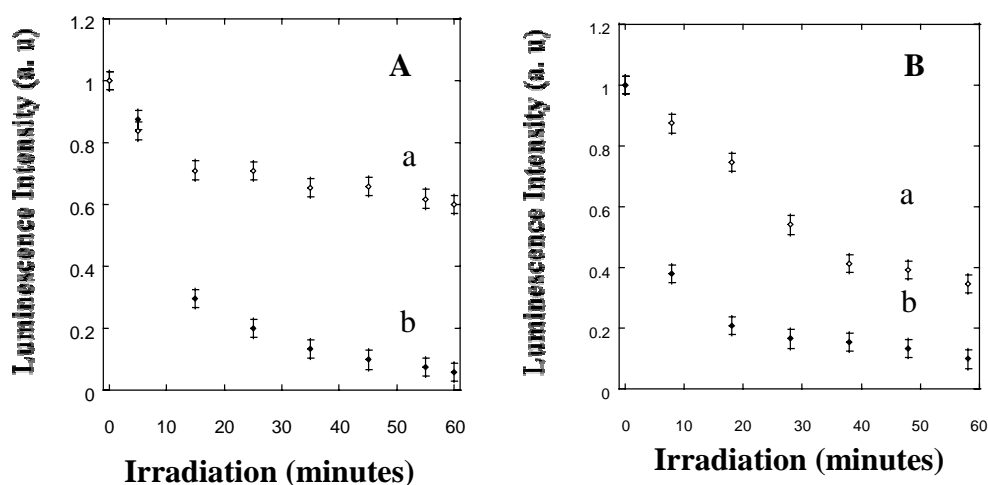 Luminescence Intensity (a. u)
1.2
1
0.8
0.6
0.4
0.2
0
A
a
b
0 10 20 30 40 50 60
Irradiation (minutes)
Luminescence Intensity (a. u)
1.2
1
0.8
0.6
0.4
0.2
0
B
a
b
0 10 20 30 40 50 60
Irradiation (minutes)